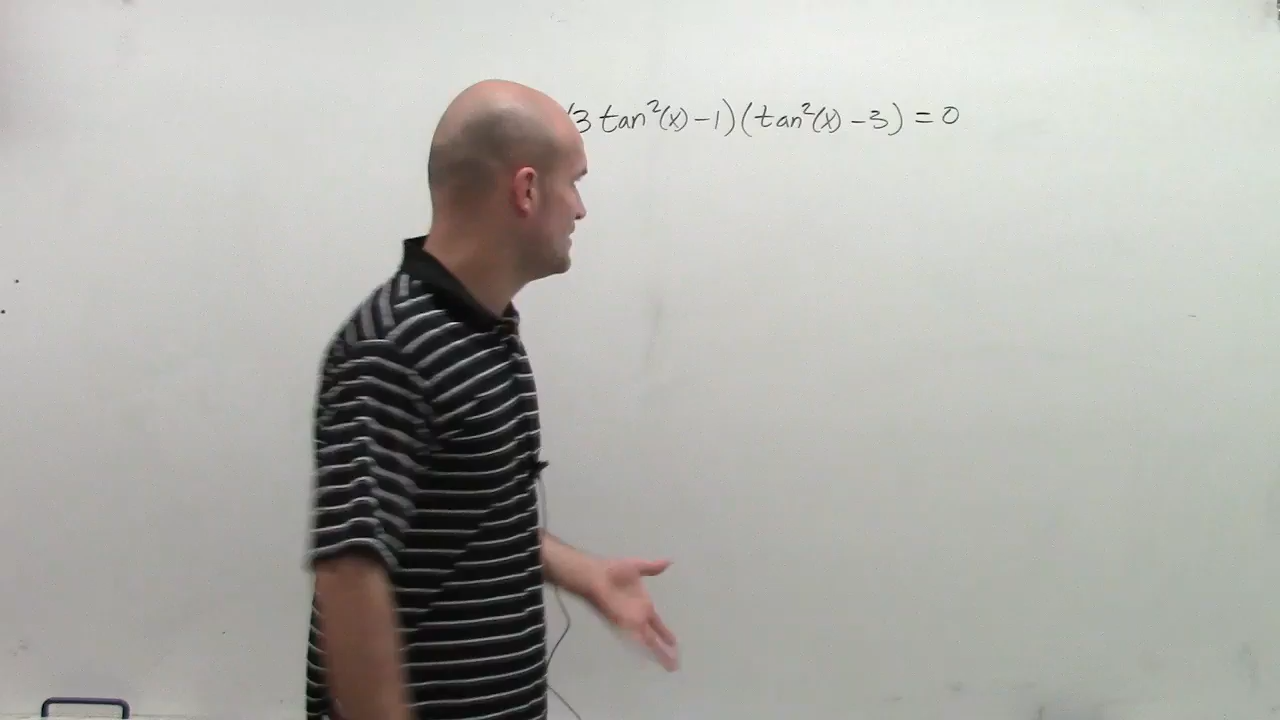 (3 tan²(x) - 1)(tan²(x) - 3) = 0